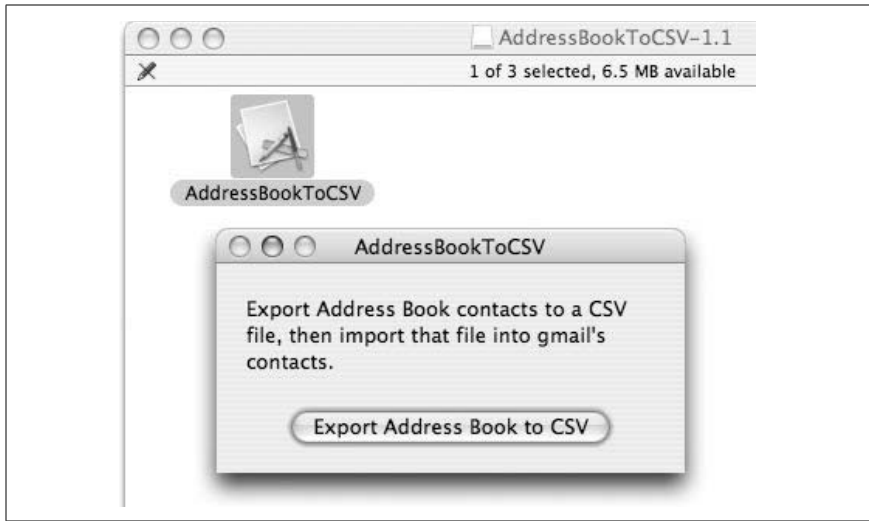 AddressBookToCSV-1.1
1 of 3 selected, 6.5 MB available
AddressBookToCSV
AddressBookToCSV
Export Address Book contacts to a CSV
file, then import that file into gmail's
contacts.
Export Address Book to CSV